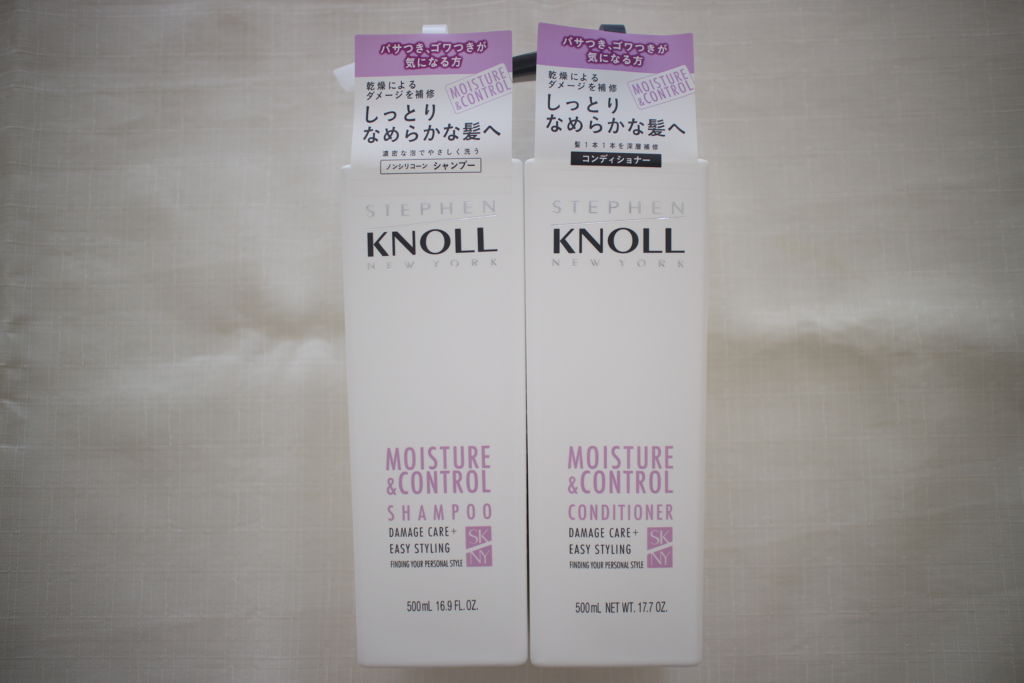 パサつき、ゴワつきが
気になる方
乾燥による
ダメージを補修
MOISTURE
&CONTROL
しっとり
なめらかな髪へ
濃密な泡でやさしく洗う
ノンシリコーン シャンプー
STEPHEN
KNOLL
NEW YORK
MOISTURE
&CONTROL
SHAMPOO
DAMAGE CARE+
EASY STYLING
FINDING YOUR PERSONAL STYLE
SK
NY
500mL 16.9 FL. OZ.
パサつき、ゴワつきが
気になる方
乾燥による
ダメージを補修
MOISTURE
&CONTROL
しっとり
なめらかな髪へ
髪1本1本を深層補修
コンディショナー
STEPHEN
KNOLL
NEW YORK
MOISTURE
&CONTROL
CONDITIONER
DAMAGE CARE+
EASY STYLING
FINDING YOUR PERSONAL STYLE
SK
NY
500mL NET WT. 17.7 OZ.